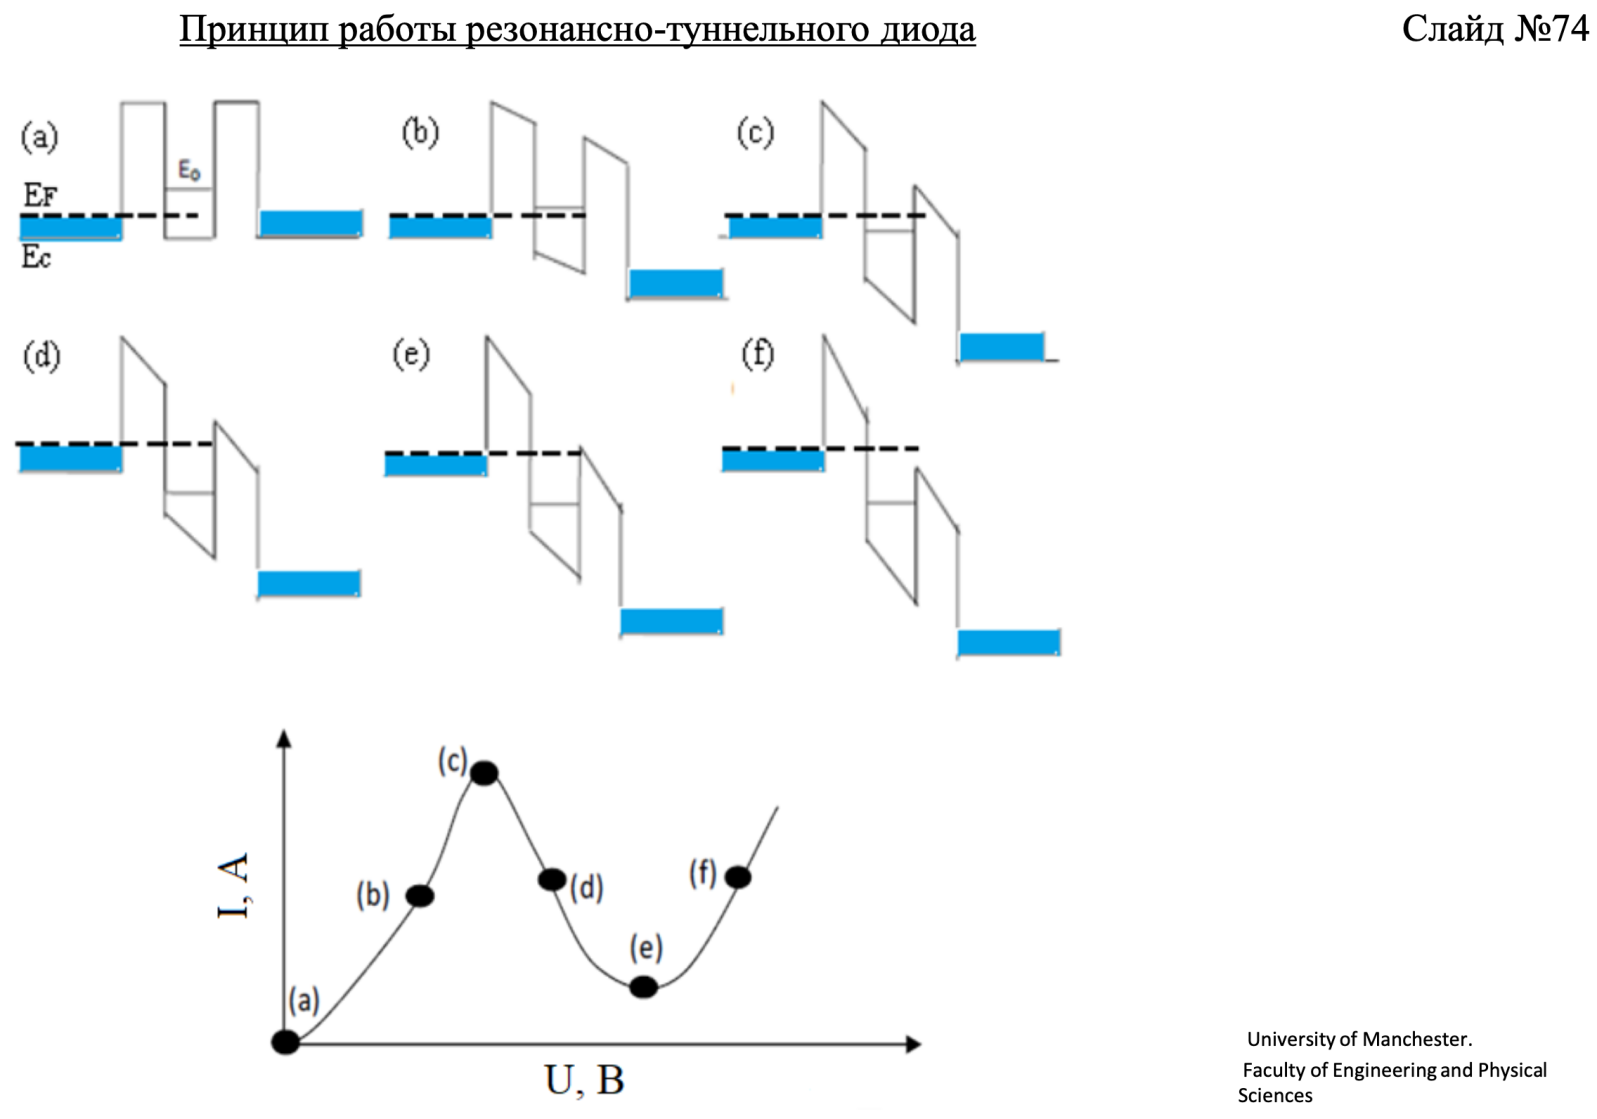 Принцип работы резонансно-туннельного диода
Слайд №74
(a)
E₀
EF
Ec
(b)
(c)
(d)
(e)
(f)
(c)
(b)
(d)
(f)
(e)
(a)
I, A
U, B
University of Manchester.
Faculty of Engineering and Physical
Sciences